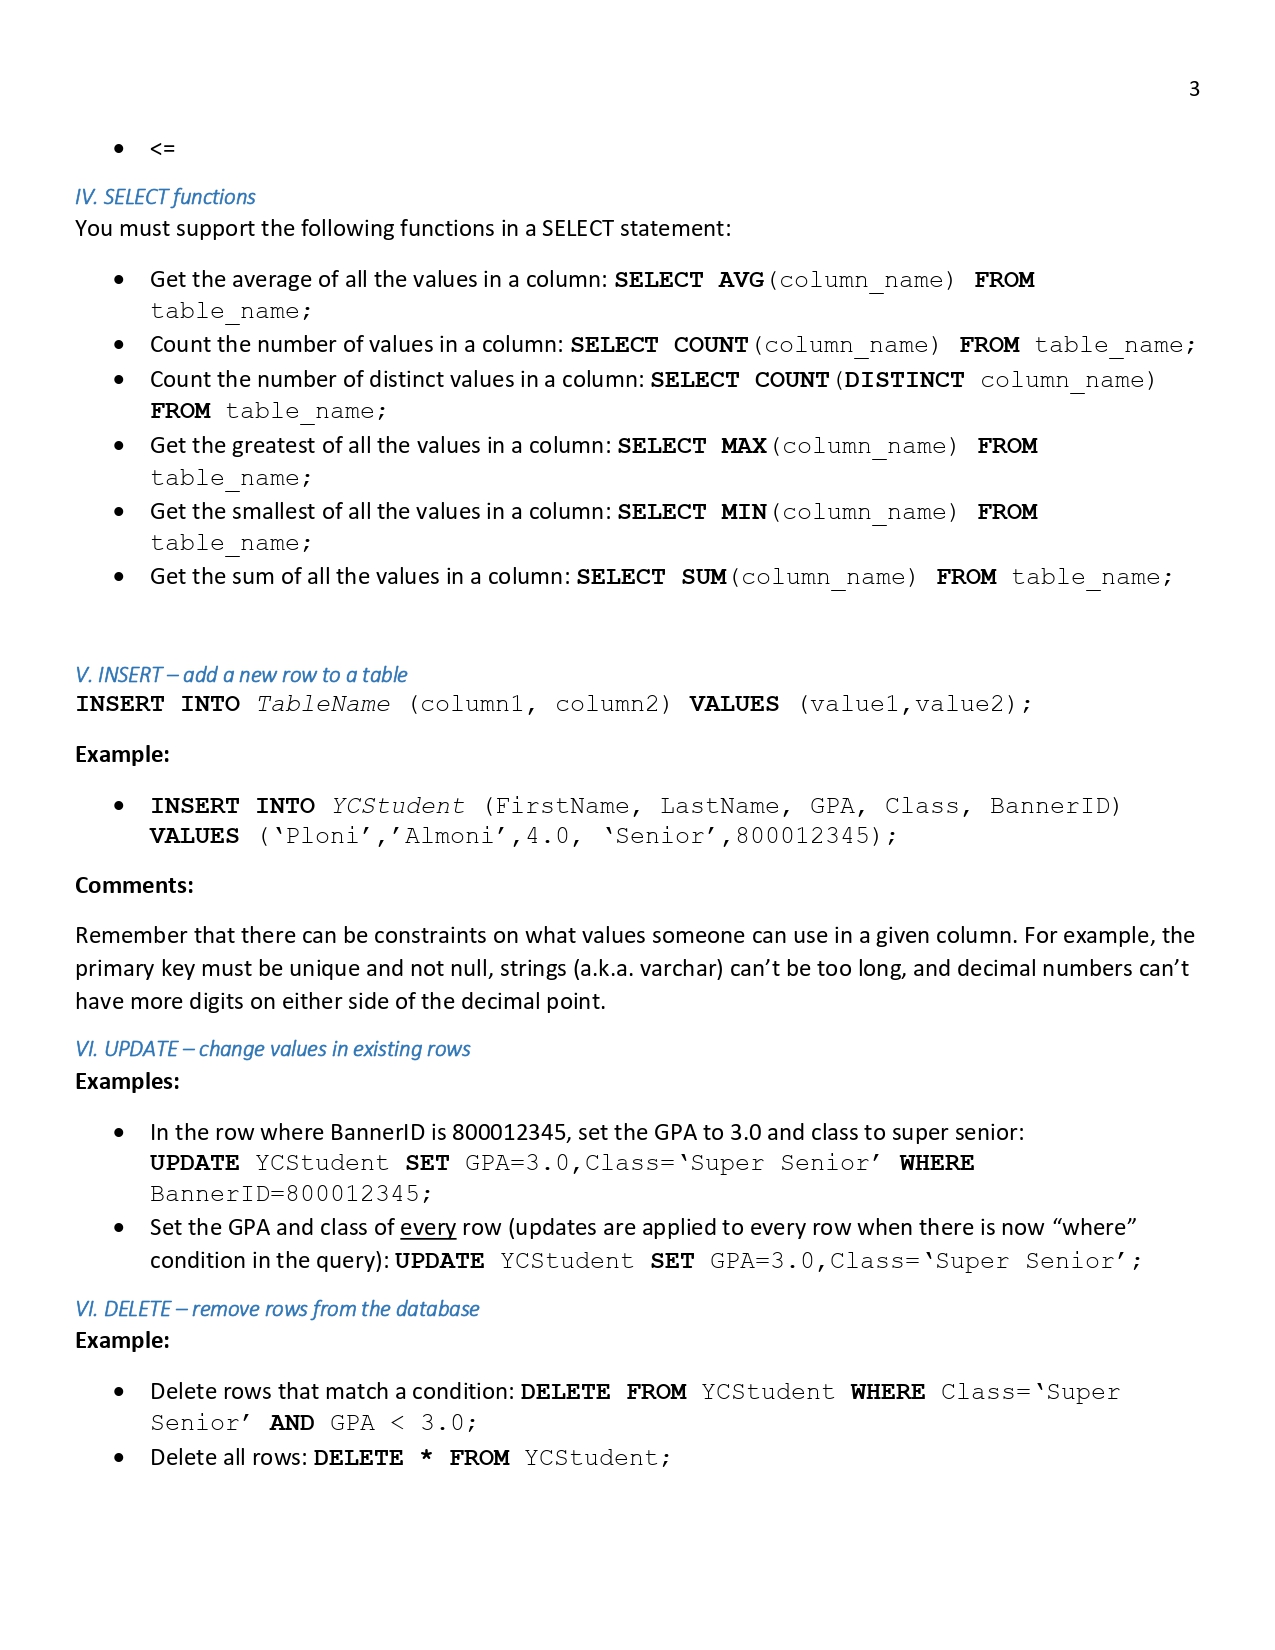 3
• <=
IV. SELECT functions
You must support the following functions in a SELECT statement:
• Get the average of all the values in a column: SELECT AVG(column_name) FROM
table_name;
• Count the number of values in a column: SELECT COUNT(column_name) FROM table_name;
• Count the number of distinct values in a column: SELECT COUNT(DISTINCT column_name)
FROM table_name;
• Get the greatest of all the values in a column: SELECT MAX(column_name) FROM
table_name;
• Get the smallest of all the values in a column: SELECT MIN(column_name) FROM
table_name;
• Get the sum of all the values in a column: SELECT SUM(column_name) FROM table_name;
V. INSERT – add a new row to a table
INSERT INTO TableName (column1, column2) VALUES (value1,value2);
Example:
• INSERT INTO YCStudent (FirstName, LastName, GPA, Class, BannerID)
VALUES (‘Ploni’,’Almoni’,4.0, ‘Senior’,800012345);
Comments:
Remember that there can be constraints on what values someone can use in a given column. For example, the
primary key must be unique and not null, strings (a.k.a. varchar) can’t be too long, and decimal numbers can’t
have more digits on either side of the decimal point.
VI. UPDATE – change values in existing rows
Examples:
• In the row where BannerID is 800012345, set the GPA to 3.0 and class to super senior:
UPDATE YCStudent SET GPA=3.0,Class=‘Super Senior’ WHERE
BannerID=800012345;
• Set the GPA and class of every row (updates are applied to every row when there is now “where”
condition in the query): UPDATE YCStudent SET GPA=3.0,Class=‘Super Senior’;
VI. DELETE – remove rows from the database
Example:
• Delete rows that match a condition: DELETE FROM YCStudent WHERE Class=‘Super
Senior’ AND GPA < 3.0;
• Delete all rows: DELETE * FROM YCStudent;